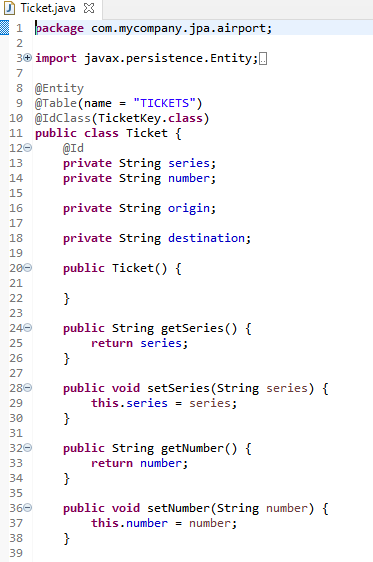 Ticket.java
1 package com.mycompany.jpa.airport;
2
3 import javax.persistence.Entity;
7
8 @Entity
9 @Table(name = "TICKETS")
10 @IdClass(TicketKey.class)
11 public class Ticket {
12 @Id
13 private String series;
14 private String number;
15
16 private String origin;
17
18 private String destination;
19
20 public Ticket() {
21
22 }
23
24 public String getSeries() {
25 return series;
26 }
27
28 public void setSeries(String series) {
29 this.series = series;
30 }
31
32 public String getNumber() {
33 return number;
34 }
35
36 public void setNumber(String number) {
37 this.number = number;
38 }
39